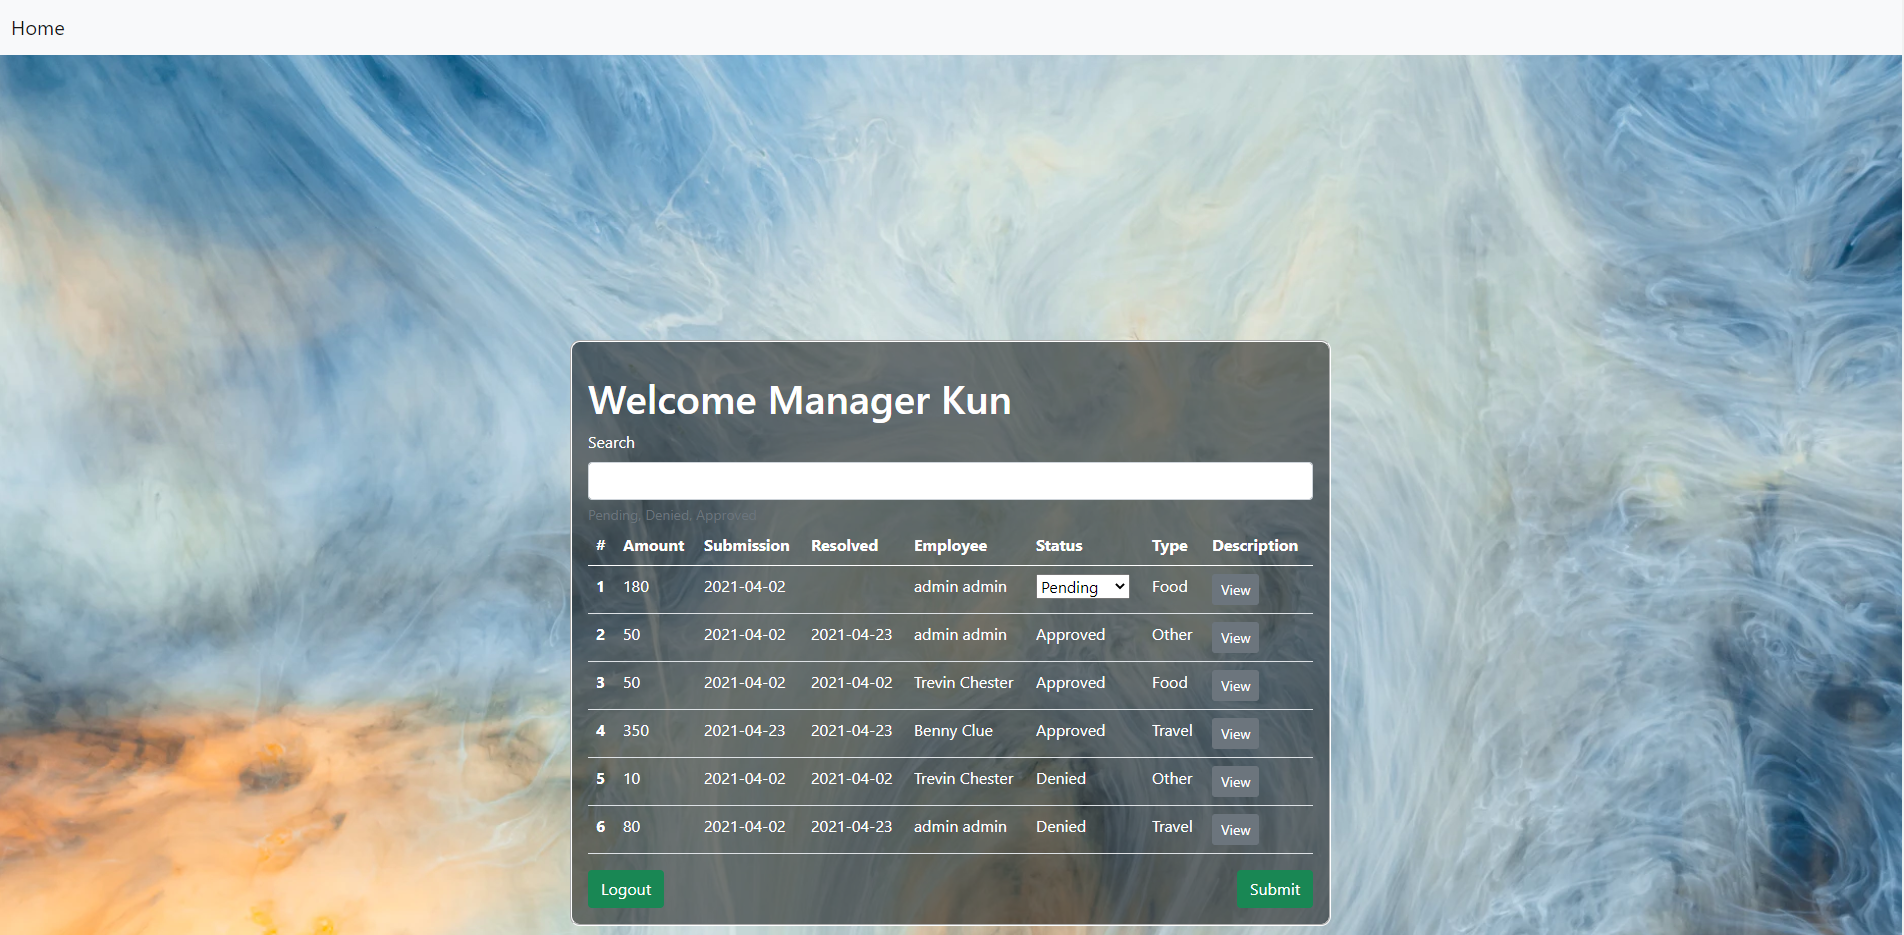 Home
Welcome Manager Kun
Search
Pending, Denied, Approved
# Amount Submission Resolved Employee Status Type Description
1 180 2021-04-02 admin admin Pending Food View
2 50 2021-04-02 2021-04-23 admin admin Approved Other View
3 50 2021-04-02 2021-04-02 Trevin Chester Approved Food View
4 350 2021-04-23 2021-04-23 Benny Clue Approved Travel View
5 10 2021-04-02 2021-04-02 Trevin Chester Denied Other View
6 80 2021-04-02 2021-04-23 admin admin Denied Travel View
Logout Submit